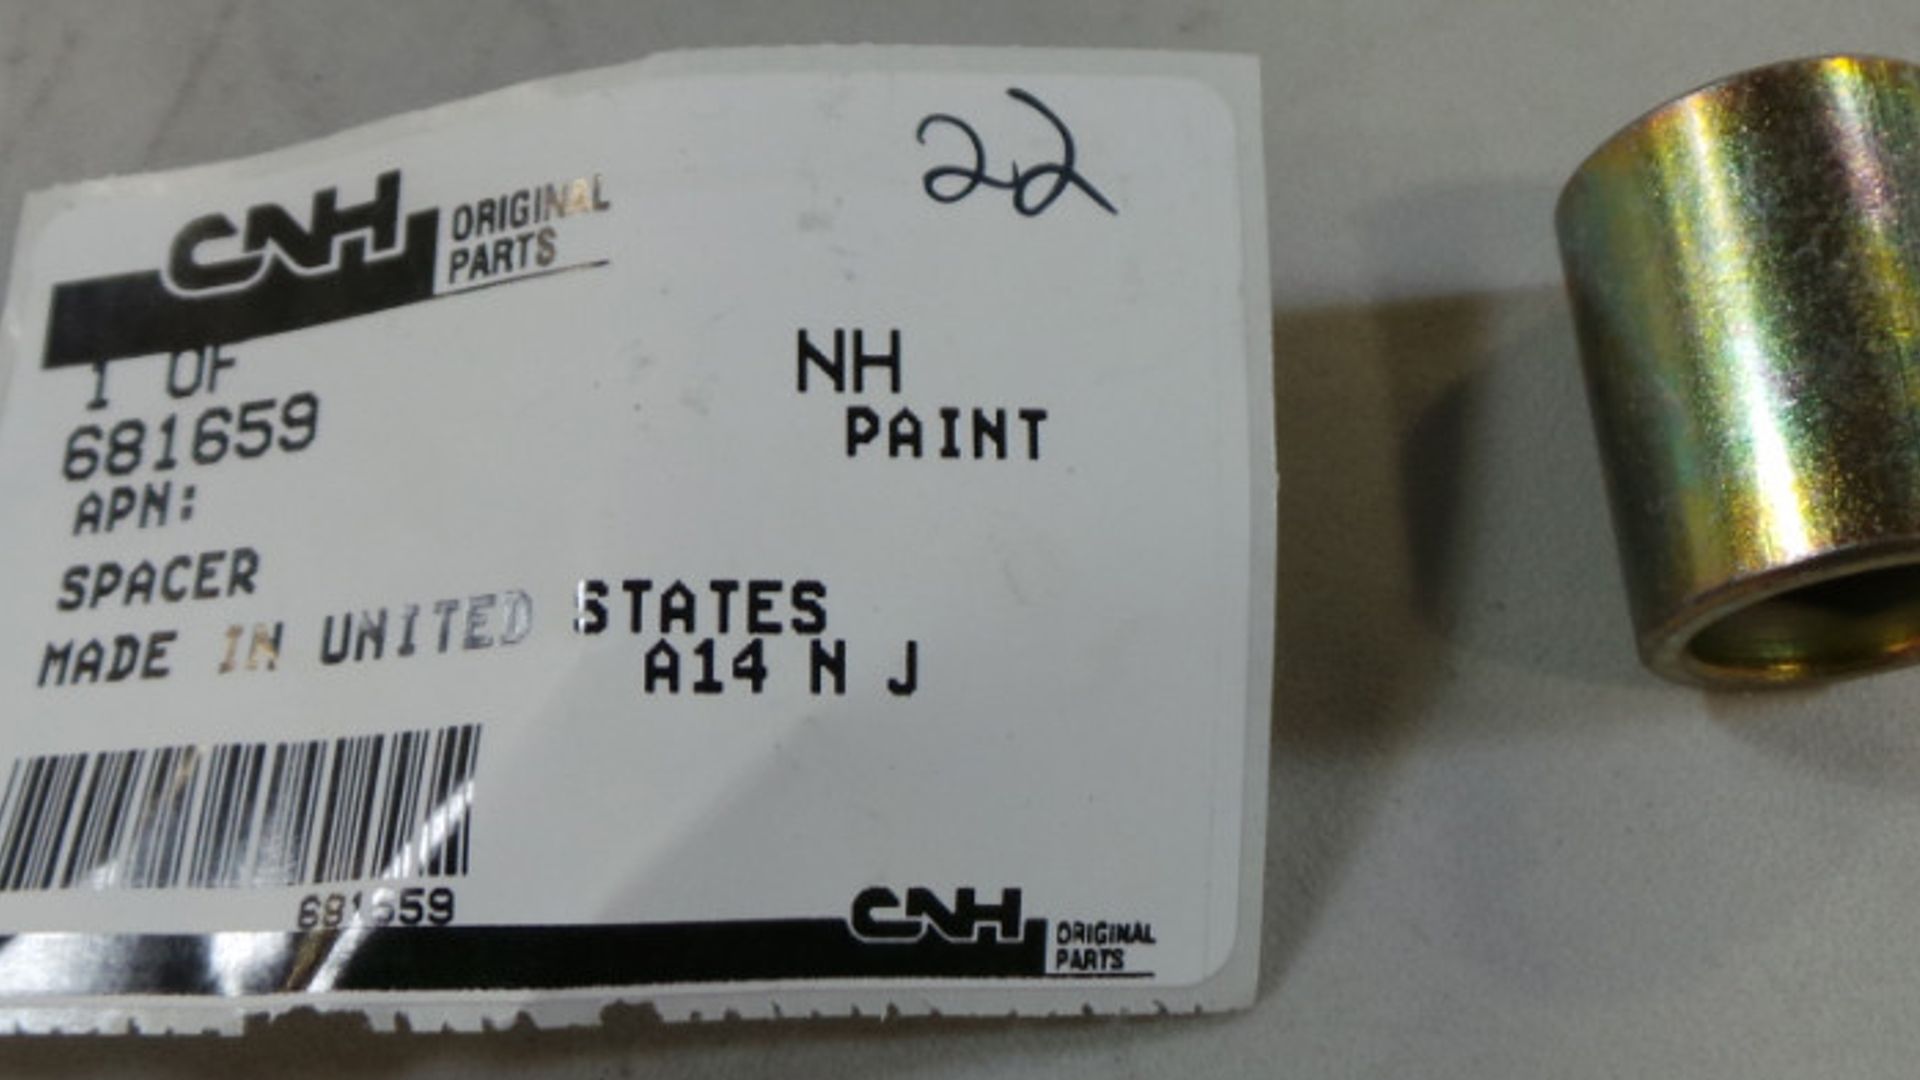 22
CNH ORIGINAL
PARTS
1 OF
NH
681659
PAINT
APN:
SPACER
MADE IN UNITED STATES
A14 N J
681659
CNH ORIGINAL
PARTS